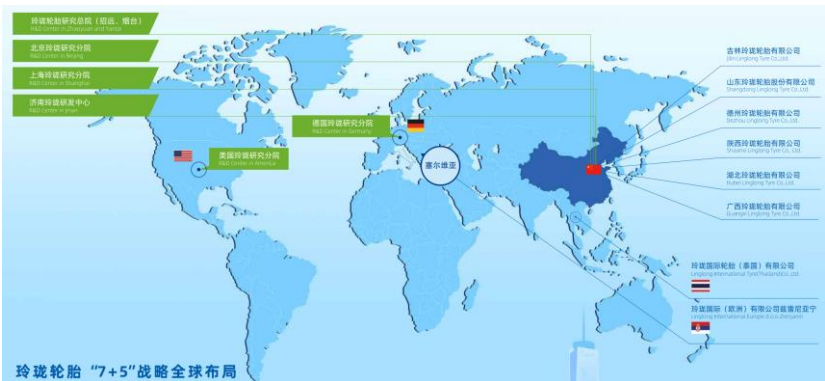 玲珑轮胎研究总院（招远、烟台）
R&D Center in Zhaoyuan and Yantai
北京玲珑研究分院
R&D Center in Beijing
上海玲珑研究分院
R&D Center in Shanghai
济南玲珑研发中心
R&D Center in Jinan
德国玲珑研究分院
R&D Center in Germany
美国玲珑研究分院
R&D Center in America
塞尔维亚
吉林玲珑轮胎有限公司
Jilin Linglong Tyre Co.,Ltd.
山东玲珑轮胎股份有限公司
Shangdong Linglong Tyre Co.,Ltd.
德州玲珑轮胎有限公司
Dezhou Linglong Tyre Co.,Ltd.
陕西玲珑轮胎有限公司
Shaanxi Linglong Tyre Co., Ltd.
湖北玲珑轮胎有限公司
Hubei Linglong Tyre Co.,Ltd.
广西玲珑轮胎有限公司
Guangxi Linglong Tyre Co.,Ltd.
玲珑国际轮胎（泰国）有限公司
Linglong International Tyre(Thailand)Co.,Ltd.
玲珑国际（欧洲）有限公司兹雷尼亚宁
Linglong International Europe D.o.o.Zrenjanin
玲珑轮胎 “7+5”战略全球布局